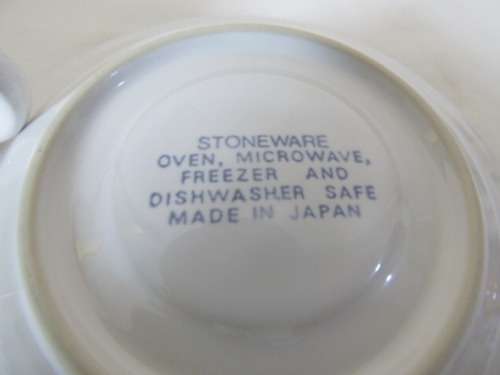 STONEWARE
OVEN, MICROWAVE,
FREEZER AND
DISHWASHER SAFE
MADE IN JAPAN